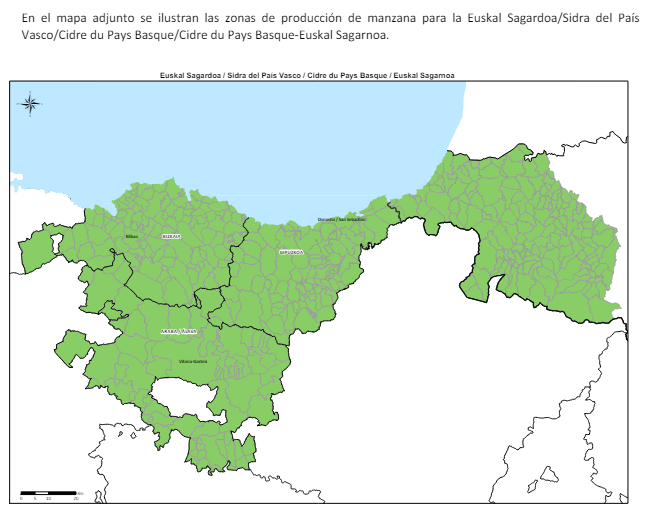 En el mapa adjunto se ilustran las zonas de producción de manzana para la Euskal Sagardoa/Sidra del País
Vasco/Cidre du Pays Basque/Cidre du Pays Basque-Euskal Sagarnoa.
Euskal Sagardoa / Sidra del País Vasco / Cidre du Pays Basque / Euskal Sagarnoa
Donostia / San Sebastián
Bilbao
BIZKAIA
GIPUZKOA
ARABA / ÁLAVA
Vitoria-Gasteiz
0 5 10 20